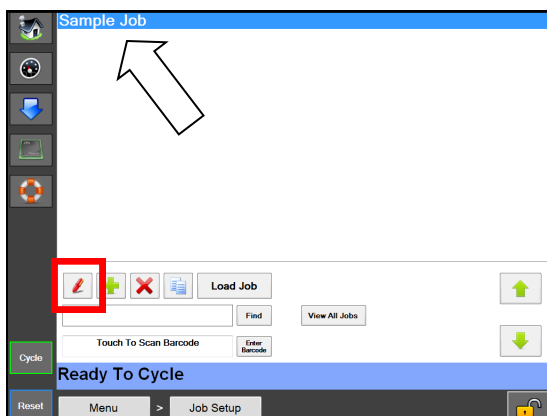 Sample Job
Load Job
Find
View All Jobs
Touch To Scan Barcode
Enter Barcode
Cycle
Ready To Cycle
Reset
Menu > Job Setup